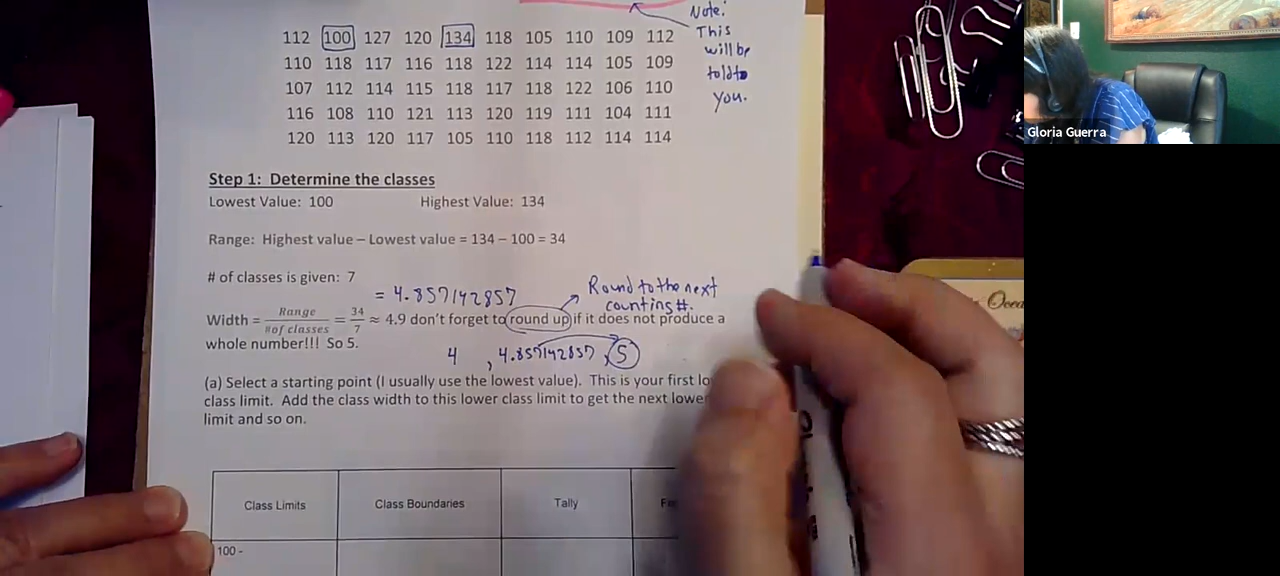 Note:
This
will be
told to
you.
112 100 127 120 134 118 105 110 109 112
110 118 117 116 118 122 114 114 105 109
107 112 114 115 118 117 118 122 106 110
116 108 110 121 113 120 119 111 104 111
120 113 120 117 105 110 118 112 114 114
Gloria Guerra
Step 1: Determine the classes
Lowest Value: 100 Highest Value: 134
Range: Highest value – Lowest value = 134 – 100 = 34
# of classes is given: 7
= 4.857142857
Round to the next
counting #.
Width = Range / #of classes = 34 / 7 ≈ 4.9 don't forget to round up if it does not produce a
whole number!!! So 5.
4 , 4.857142857, 5
(a) Select a starting point (I usually use the lowest value). This is your first
class limit. Add the class width to this lower class limit to get the next lower
limit and so on.
Class Limits Class Boundaries Tally
100 -